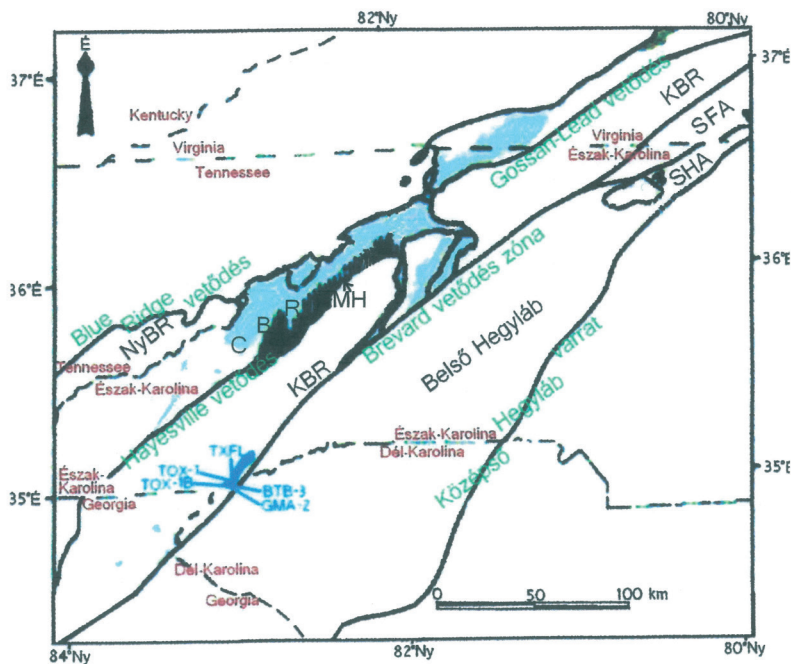 82°Ny
80°Ny
É
37°É
37°É
Kentucky
Virginia
Tennessee
Gossan-Lead vetődés
KBR
SFA
Virginia
Észak-Karolina
SHA
36°É
36°É
Blue Ridge vetődés
NyBR
C
B
R
MH
Brevard vetődés zóna
Belső Hegyláb
Tennessee
Észak-Karolina
Hayesville vetődés
KBR
Középső Hegyláb varrat
Észak-Karolina
Dél-Karolina
TXFL
TOX-1
TOX-1B
BTB-3
GMA-2
Észak-
Karolina
Georgia
35°É
35°É
Dél-Karolina
Georgia
0
50
100 km
84°Ny
82°Ny
80°Ny